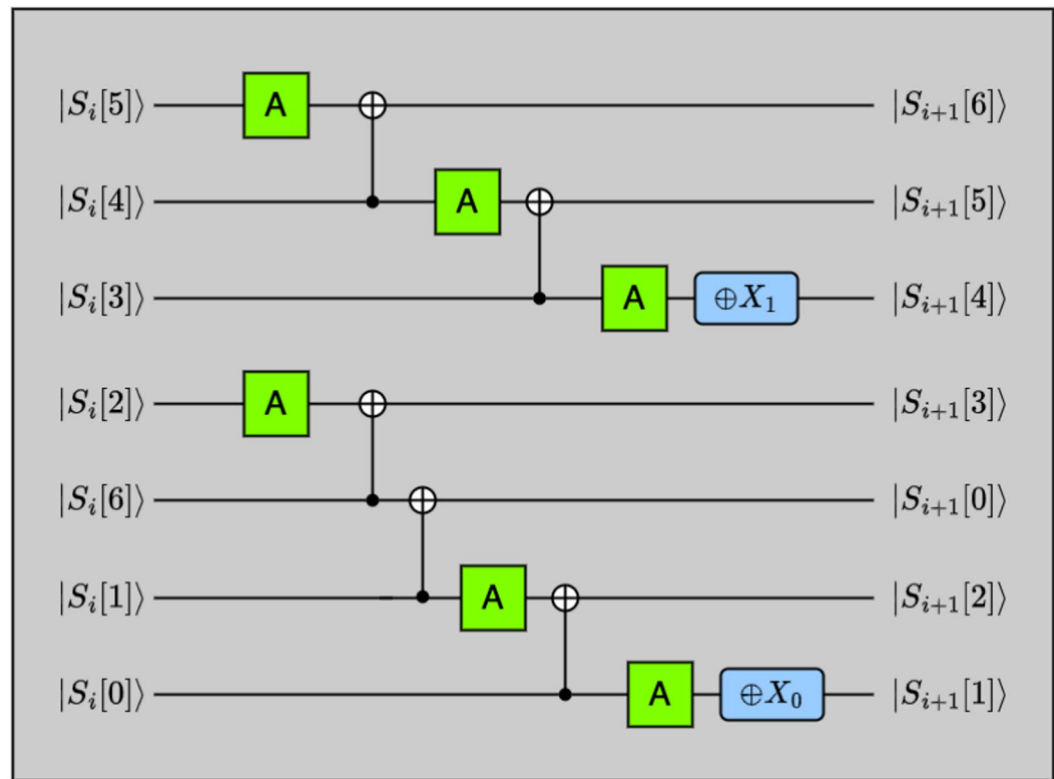 |S_i[5]⟩ A |S_{i+1}[6]⟩
|S_i[4]⟩ A |S_{i+1}[5]⟩
|S_i[3]⟩ A ⊕X_1 |S_{i+1}[4]⟩
|S_i[2]⟩ A |S_{i+1}[3]⟩
|S_i[6]⟩ |S_{i+1}[0]⟩
|S_i[1]⟩ A |S_{i+1}[2]⟩
|S_i[0]⟩ A ⊕X_0 |S_{i+1}[1]⟩